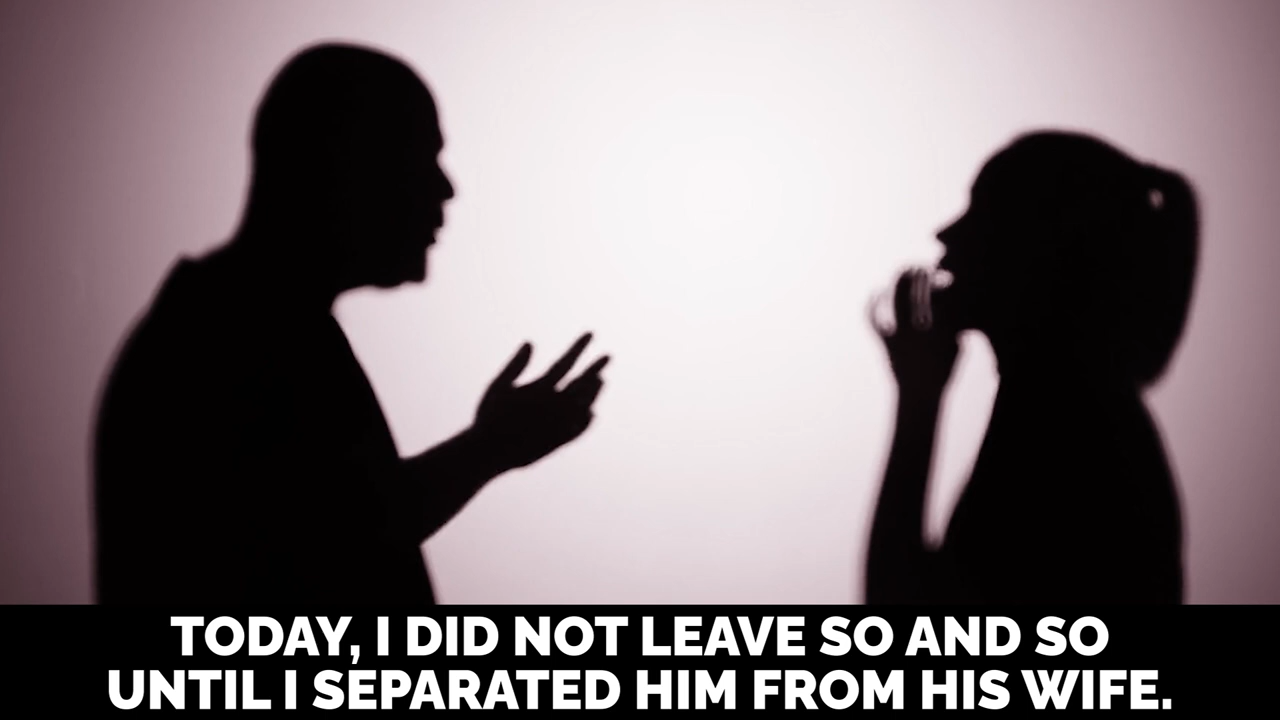 TODAY, I DID NOT LEAVE SO AND SO
UNTIL I SEPARATED HIM FROM HIS WIFE.